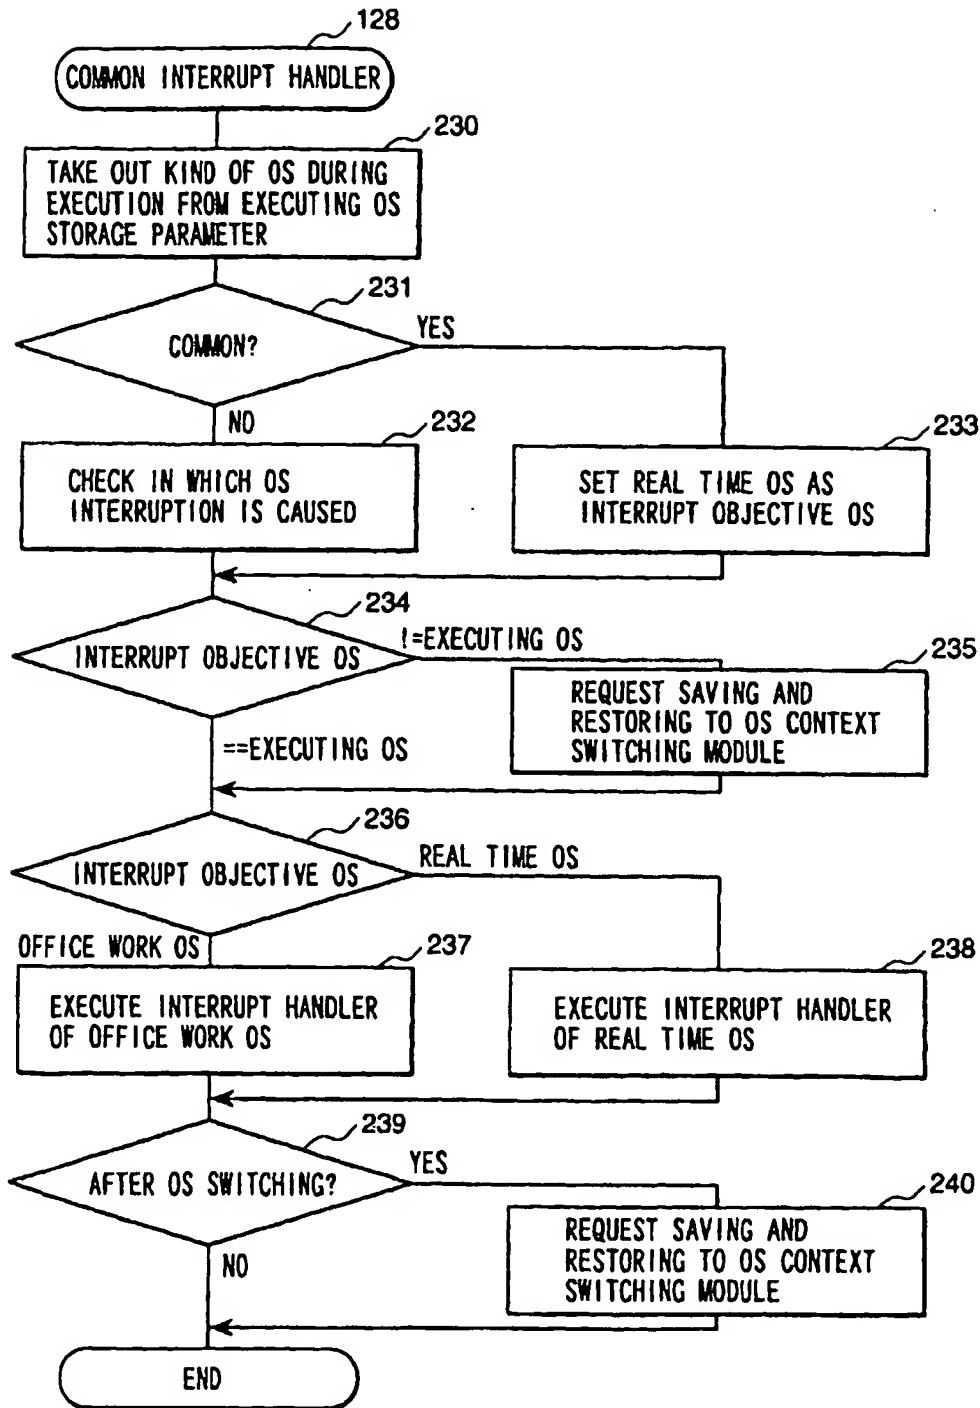 128
COMMON INTERRUPT HANDLER
230
TAKE OUT KIND OF OS DURING
EXECUTION FROM EXECUTING OS
STORAGE PARAMETER
231
COMMON?
YES
NO
232
CHECK IN WHICH OS
INTERRUPTION IS CAUSED
233
SET REAL TIME OS AS
INTERRUPT OBJECTIVE OS
234
INTERRUPT OBJECTIVE OS
!=EXECUTING OS
==EXECUTING OS
235
REQUEST SAVING AND
RESTORING TO OS CONTEXT
SWITCHING MODULE
236
INTERRUPT OBJECTIVE OS
REAL TIME OS
OFFICE WORK OS
237
EXECUTE INTERRUPT HANDLER
OF OFFICE WORK OS
238
EXECUTE INTERRUPT HANDLER
OF REAL TIME OS
239
AFTER OS SWITCHING?
YES
NO
240
REQUEST SAVING AND
RESTORING TO OS CONTEXT
SWITCHING MODULE
END